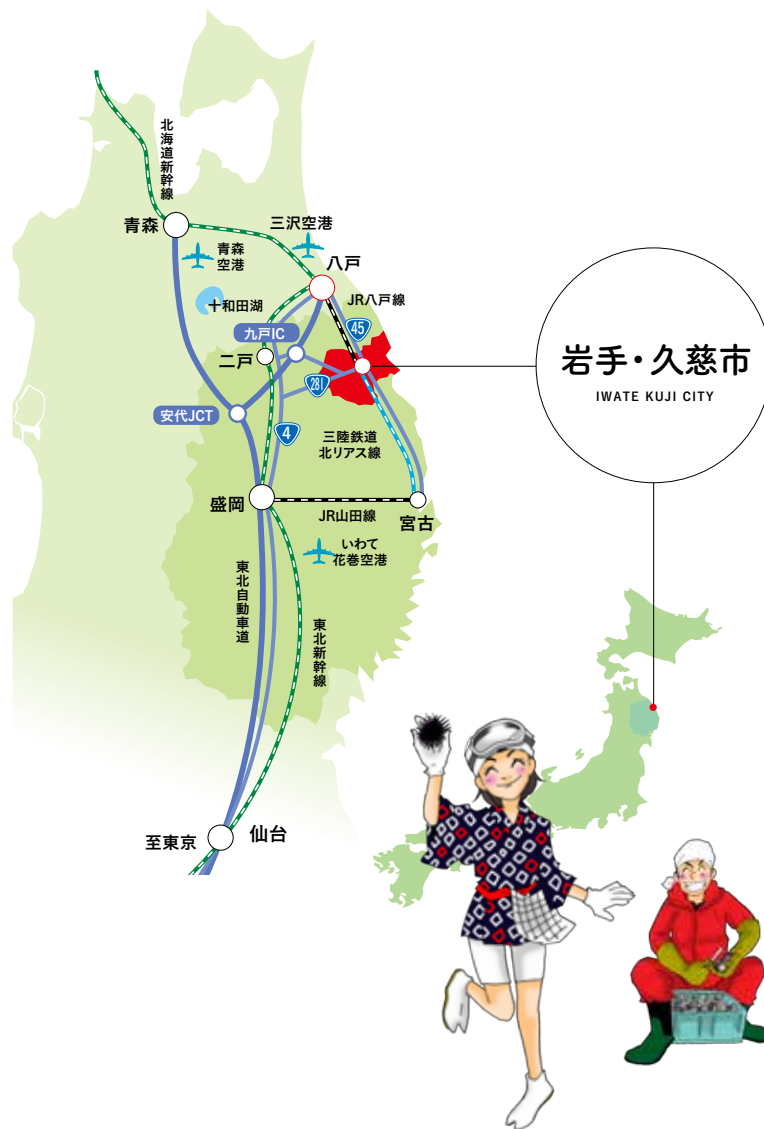 北海道新幹線
青森
三沢空港
青森
空港
八戸
JR八戸線
十和田湖
45
九戸IC
二戸
岩手・久慈市
IWATE KUJI CITY
281
安代JCT
4
三陸鉄道
北リアス線
盛岡
JR山田線
宮古
いわて
花巻空港
東北自動車道
東北新幹線
至東京
仙台